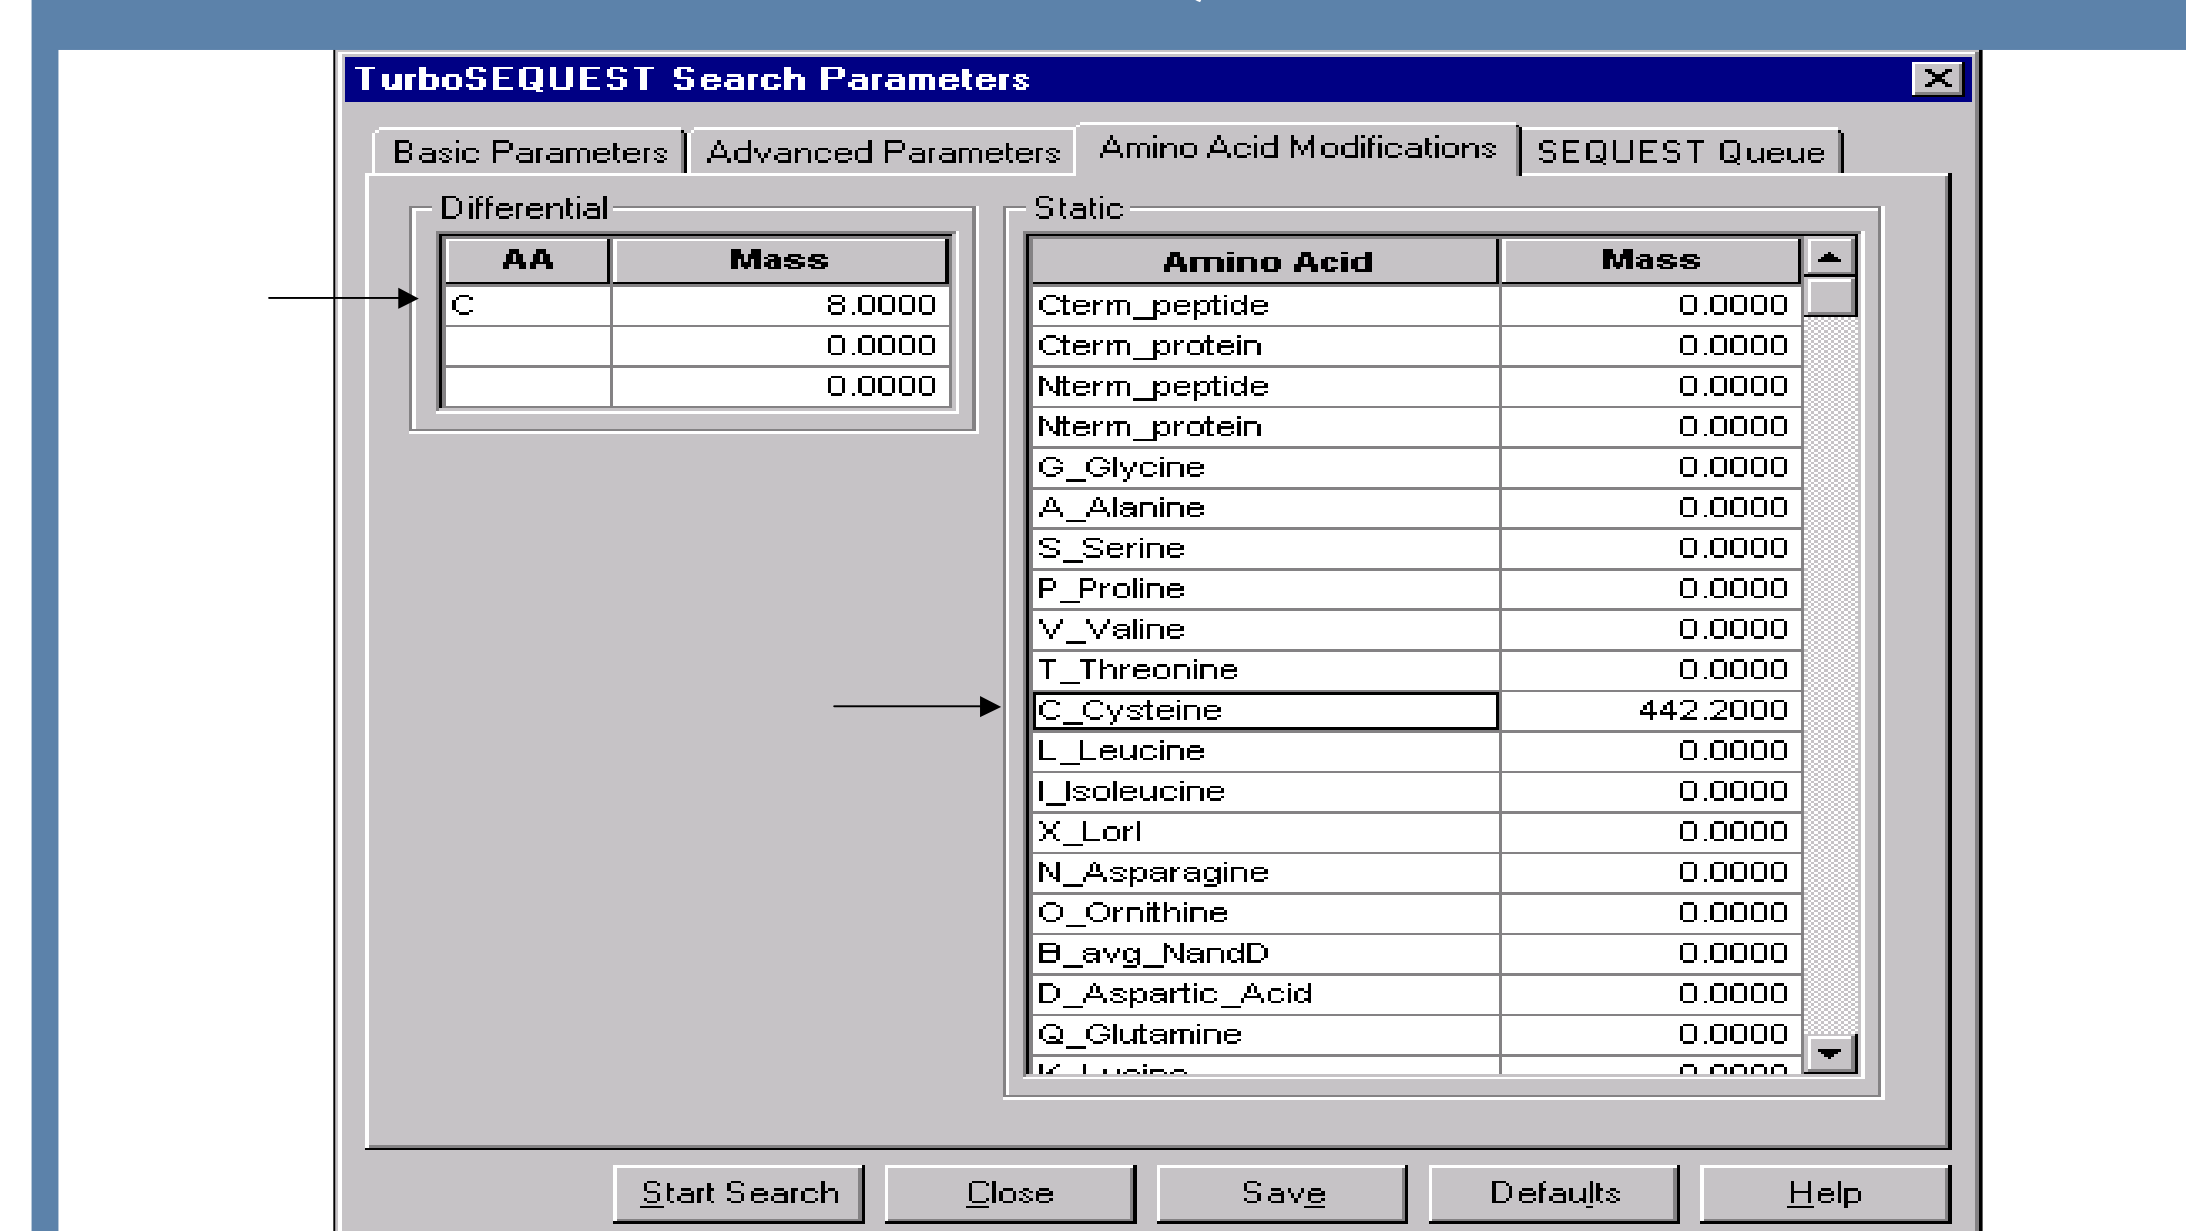 TurboSEQUEST Search Parameters
Basic Parameters Advanced Parameters Amino Acid Modifications SEQUEST Queue
Differential
AA Mass
C 8.0000
0.0000
0.0000
Static
Amino Acid Mass
Cterm_peptide 0.0000
Cterm_protein 0.0000
Nterm_peptide 0.0000
Nterm_protein 0.0000
G_Glycine 0.0000
A_Alanine 0.0000
S_Serine 0.0000
P_Proline 0.0000
V_Valine 0.0000
T_Threonine 0.0000
C_Cysteine 442.2000
L_Leucine 0.0000
I_Isoleucine 0.0000
X_LorI 0.0000
N_Asparagine 0.0000
O_Ornithine 0.0000
B_avg_NandD 0.0000
D_Aspartic_Acid 0.0000
Q_Glutamine 0.0000
K_Lysine 0.0000
Start Search Close Save Defaults Help